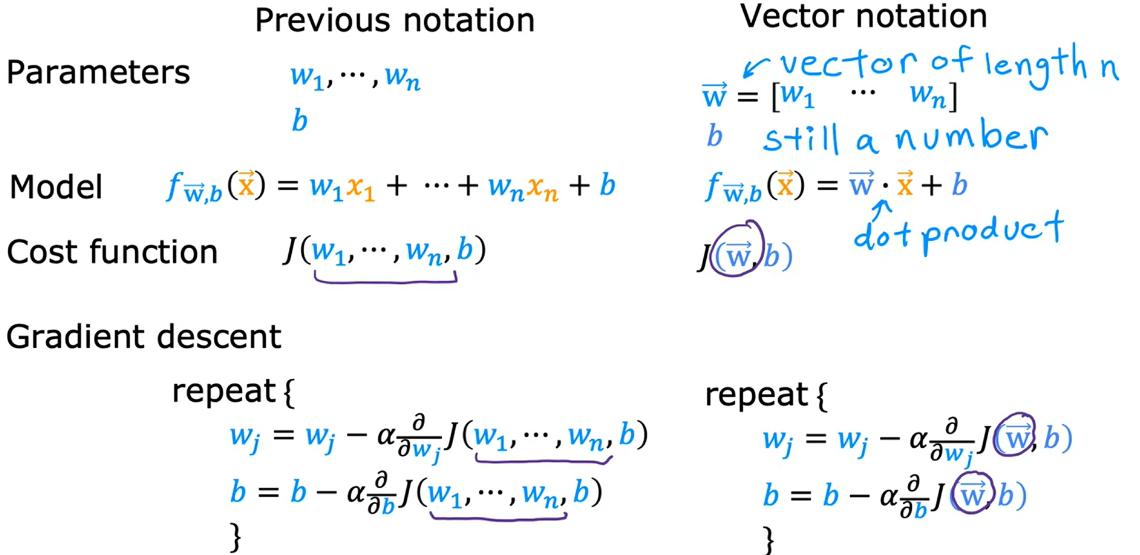 Previous notation Vector notation
Parameters w₁, ⋯, wₙ vector of length n
b w⃗ = [w₁ ⋯ wₙ]
b still a number
Model f_w⃗,b(x⃗) = w₁x₁ + ⋯ + wₙxₙ + b f_w⃗,b(x⃗) = w⃗ · x⃗ + b
dot product
Cost function J(w₁, ⋯, wₙ, b) J(w⃗, b)
Gradient descent
repeat { repeat {
wⱼ = wⱼ − α ∂/∂wⱼ J(w₁, ⋯, wₙ, b) wⱼ = wⱼ − α ∂/∂wⱼ J(w⃗, b)
b = b − α ∂/∂b J(w₁, ⋯, wₙ, b) b = b − α ∂/∂b J(w⃗, b)
} }